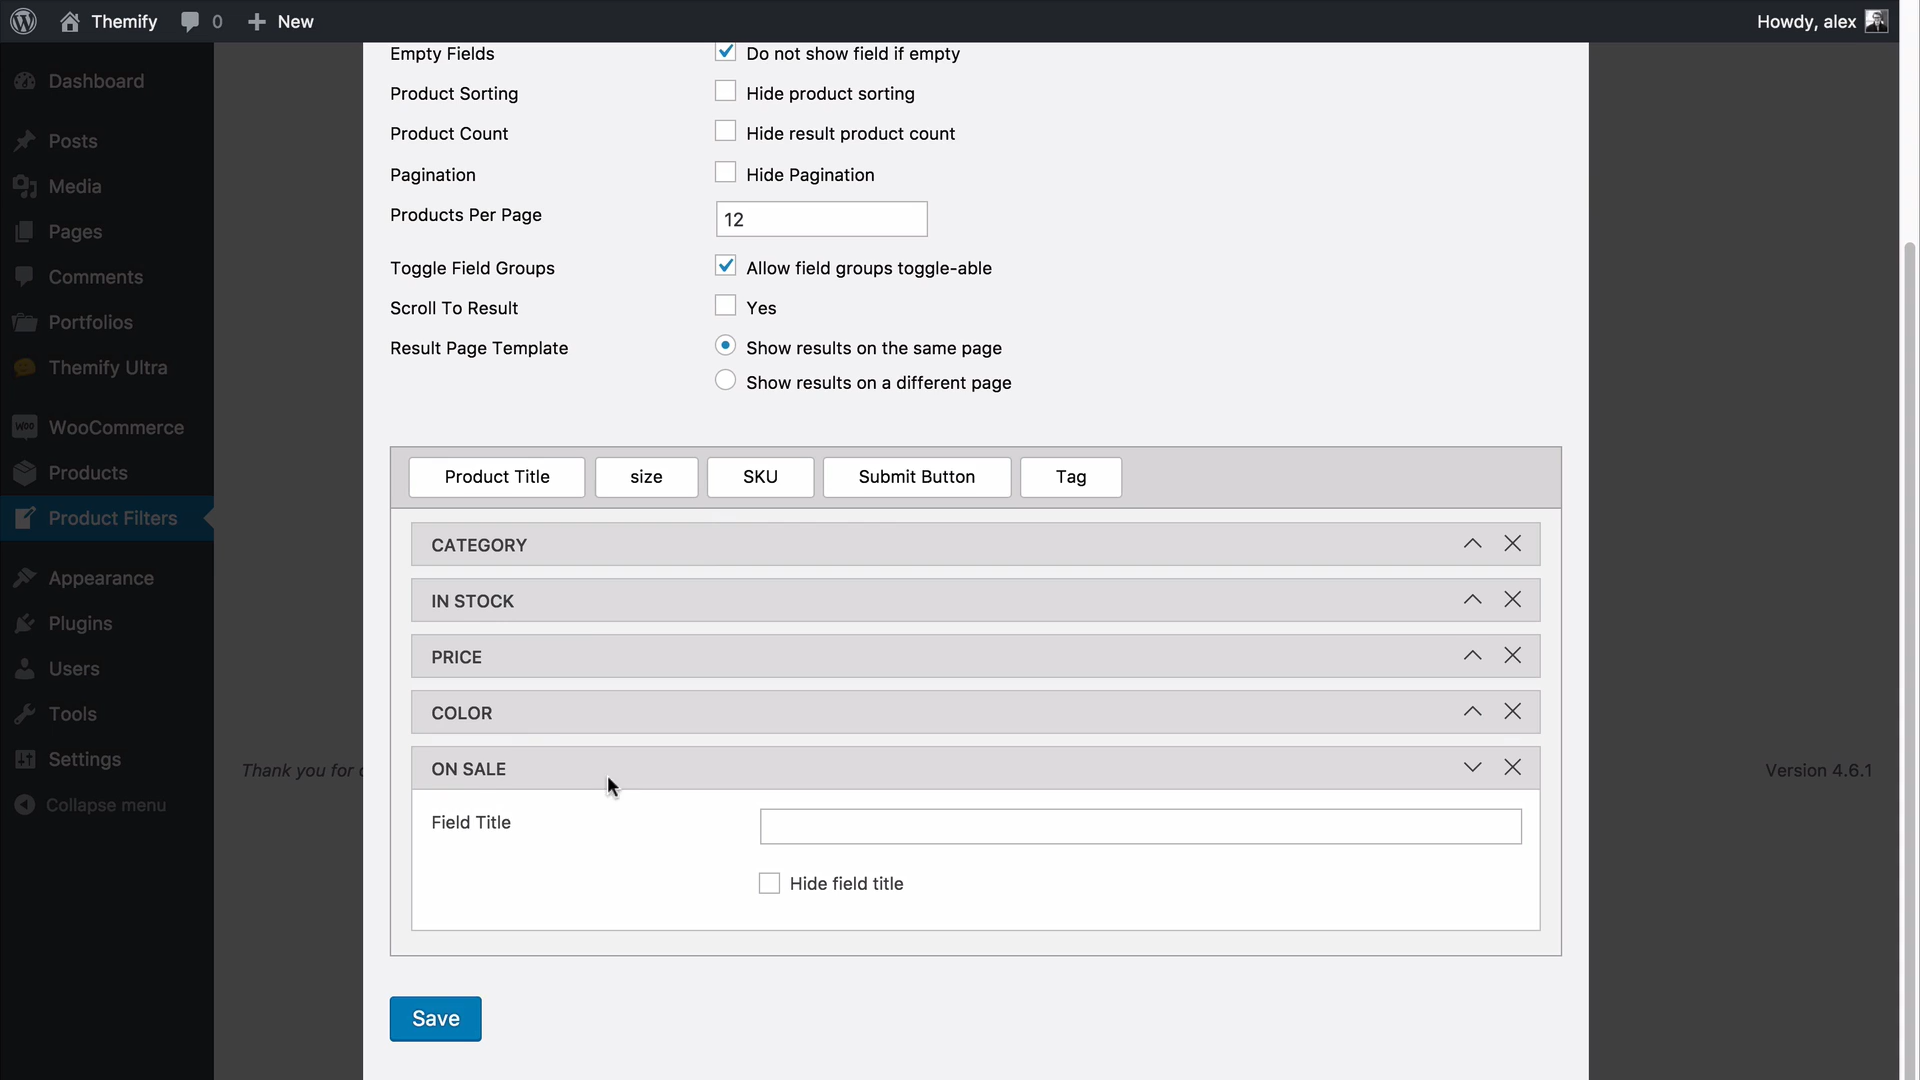 Themify 0 New Howdy, alex
Dashboard
Posts
Media
Pages
Comments
Portfolios
Themify Ultra
WooCommerce
Products
Product Filters
Appearance
Plugins
Users
Tools
Settings
Collapse menu
Empty Fields Do not show field if empty
Product Sorting Hide product sorting
Product Count Hide result product count
Pagination Hide Pagination
Products Per Page 12
Toggle Field Groups Allow field groups toggle-able
Scroll To Result Yes
Result Page Template Show results on the same page
Show results on a different page
Product Title size SKU Submit Button Tag
CATEGORY
IN STOCK
PRICE
COLOR
ON SALE
Field Title
Hide field title
Save
Thank you for
Version 4.6.1